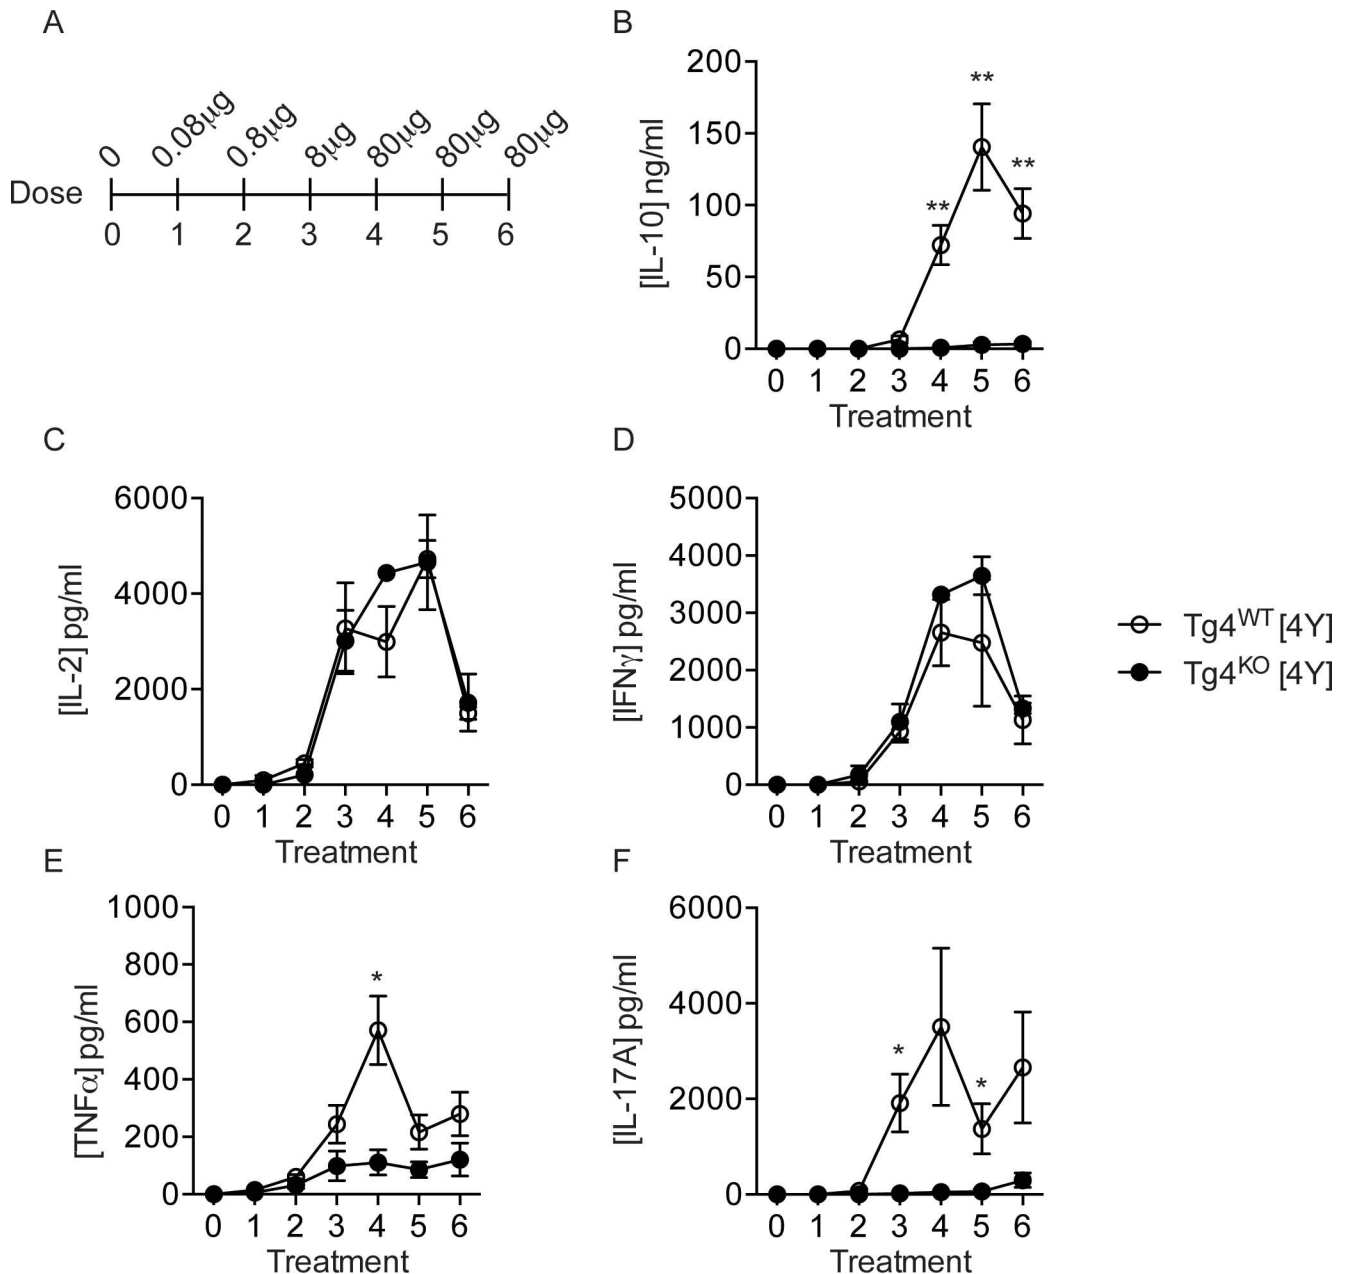 A
0 0.08µg 0.8µg 8µg 80µg 80µg 80µg
Dose
0 1 2 3 4 5 6
B
[IL-10] ng/ml
200
150
100
50
0
** ** **
0 1 2 3 4 5 6
Treatment
C
[IL-2] pg/ml
6000
4000
2000
0
0 1 2 3 4 5 6
Treatment
D
[IFNγ] pg/ml
5000
4000
3000
2000
1000
0
0 1 2 3 4 5 6
Treatment
Tg4WT [4Y]
Tg4KO [4Y]
E
[TNFα] pg/ml
1000
800
600
400
200
0
*
0 1 2 3 4 5 6
Treatment
F
[IL-17A] pg/ml
6000
4000
2000
0
* *
0 1 2 3 4 5 6
Treatment